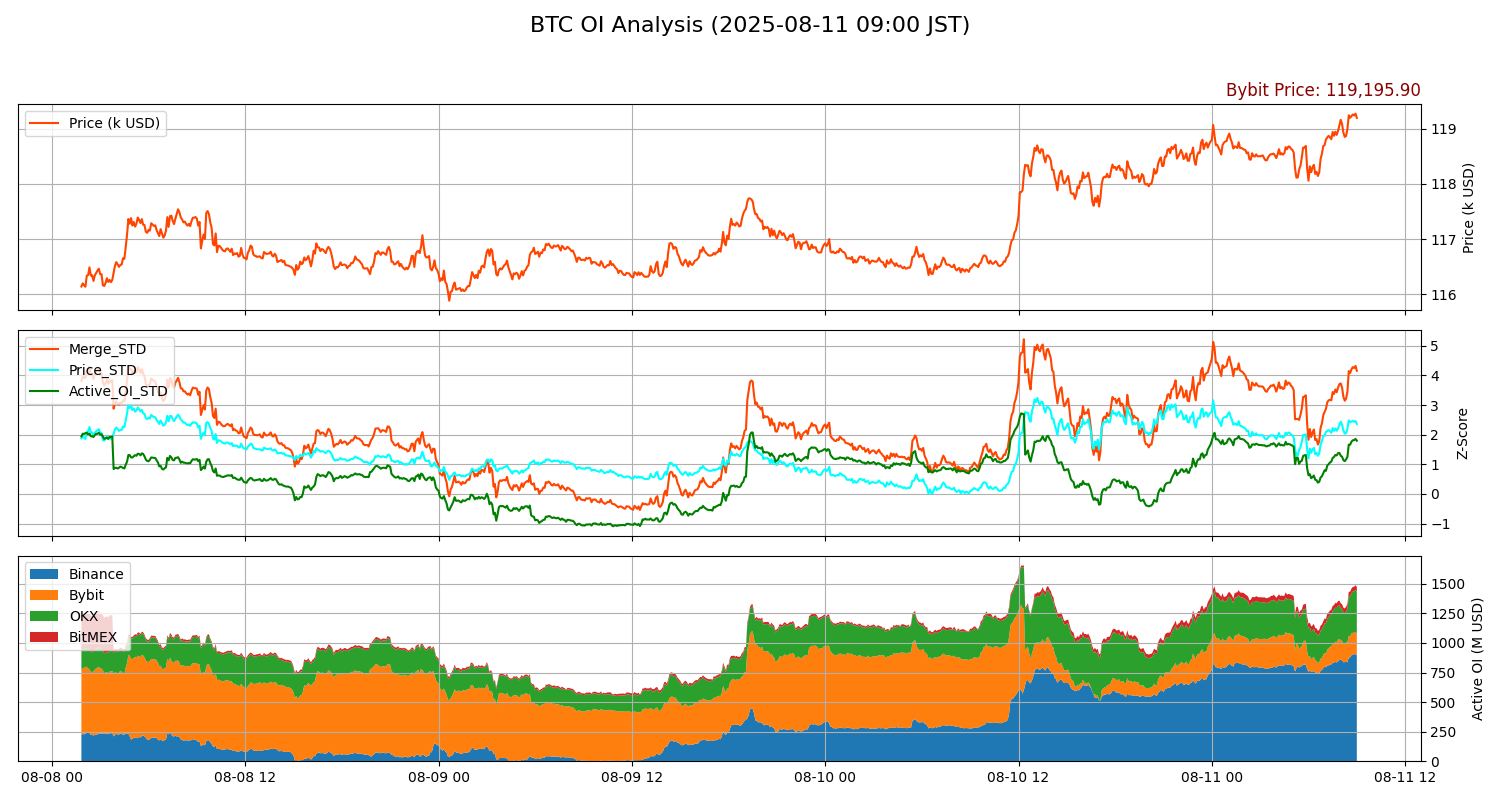 BTC OI Analysis (2025-08-11 09:00 JST)
Bybit Price: 119,195.90
Price (k USD)
119
118
117
116
Price (k USD)
Merge_STD
Price_STD
Active_OI_STD
5
4
3
2
1
0
−1
Z-Score
Binance
Bybit
OKX
BitMEX
1500
1250
1000
750
500
250
0
Active OI (M USD)
08-08 00
08-08 12
08-09 00
08-09 12
08-10 00
08-10 12
08-11 00
08-11 12